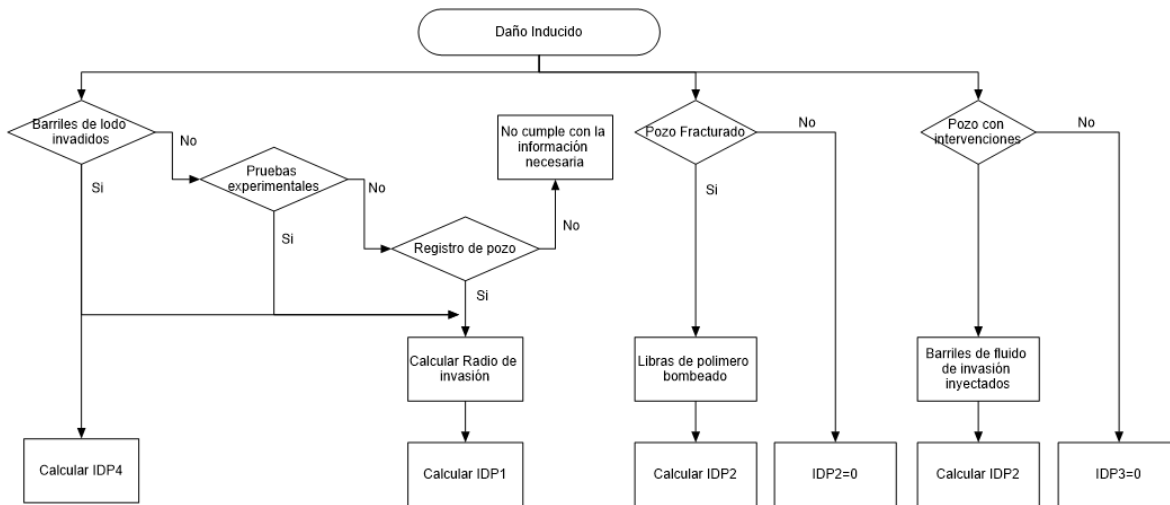 Daño Inducido
Barriles de lodo
invadidos
No
Si
Pruebas
experimentales
No
Si
Registro de pozo
No
Si
No cumple con la
información
necesaria
Pozo Fracturado
No
Si
Pozo con
intervenciones
No
Si
Calcular Radio de
invasión
Libras de polimero
bombeado
Barriles de fluido
de invasión
inyectados
Calcular IDP4
Calcular IDP1
Calcular IDP2
IDP2=0
Calcular IDP2
IDP3=0